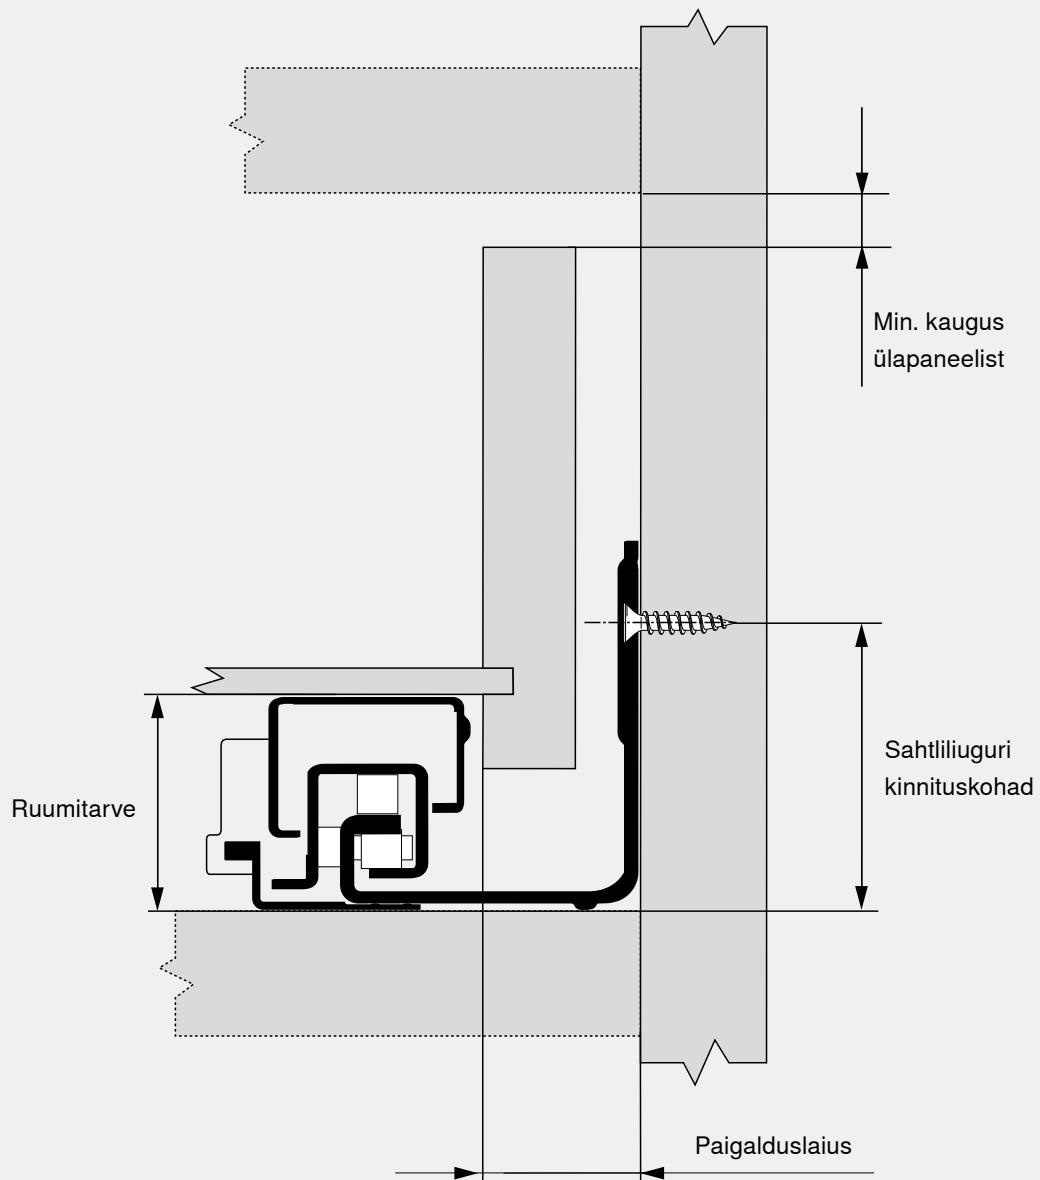 Min. kaugus
ülapaneelist
Sahtliliuguri
kinnituskohad
Ruumitarve
Paigalduslaius